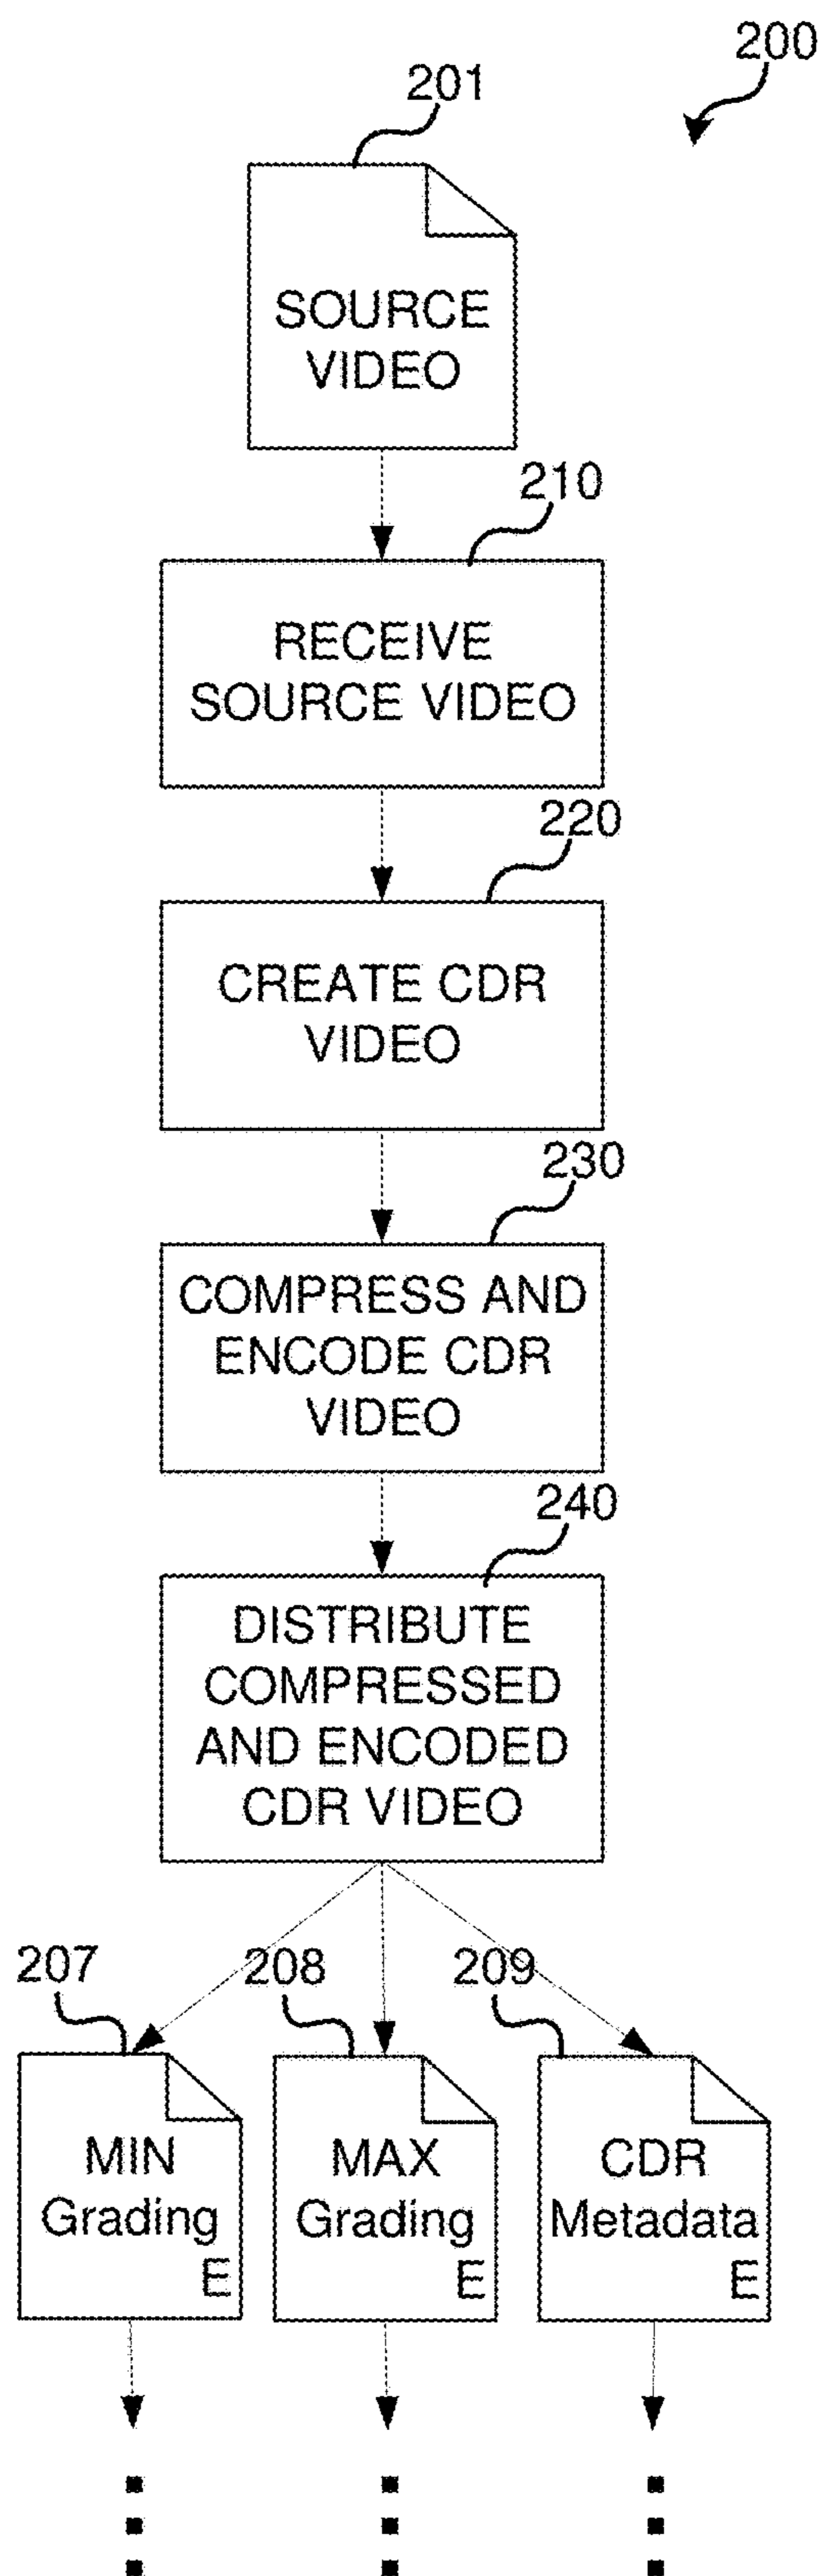 200
201
SOURCE
VIDEO
210
RECEIVE
SOURCE VIDEO
220
CREATE CDR
VIDEO
230
COMPRESS AND
ENCODE CDR
VIDEO
240
DISTRIBUTE
COMPRESSED
AND ENCODED
CDR VIDEO
207
208
209
MIN
Grading
E
MAX
Grading
E
CDR
Metadata
E